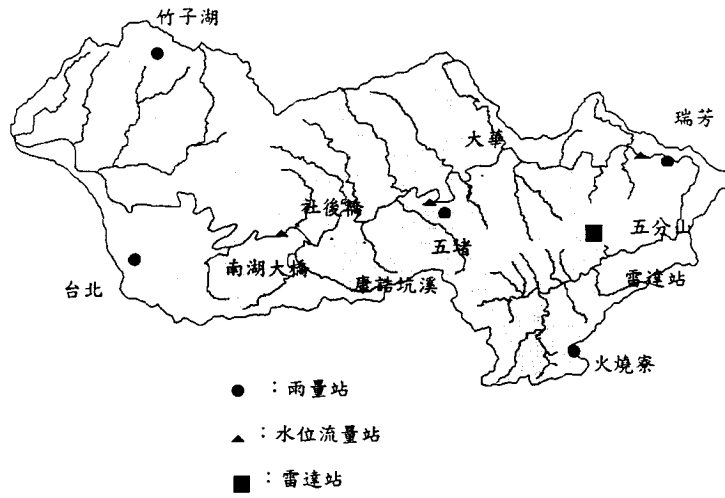 竹子湖
瑞芳
大華
社後橋
五堵
五分山
南湖大橋
康誥坑溪
雷達站
台北
火燒寮
：雨量站
：水位流量站
：雷達站